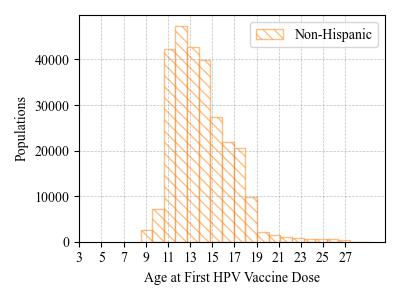 Non-Hispanic
Populations
40000
30000
20000
10000
0
3 5 7 9 11 13 15 17 19 21 23 25 27
Age at First HPV Vaccine Dose